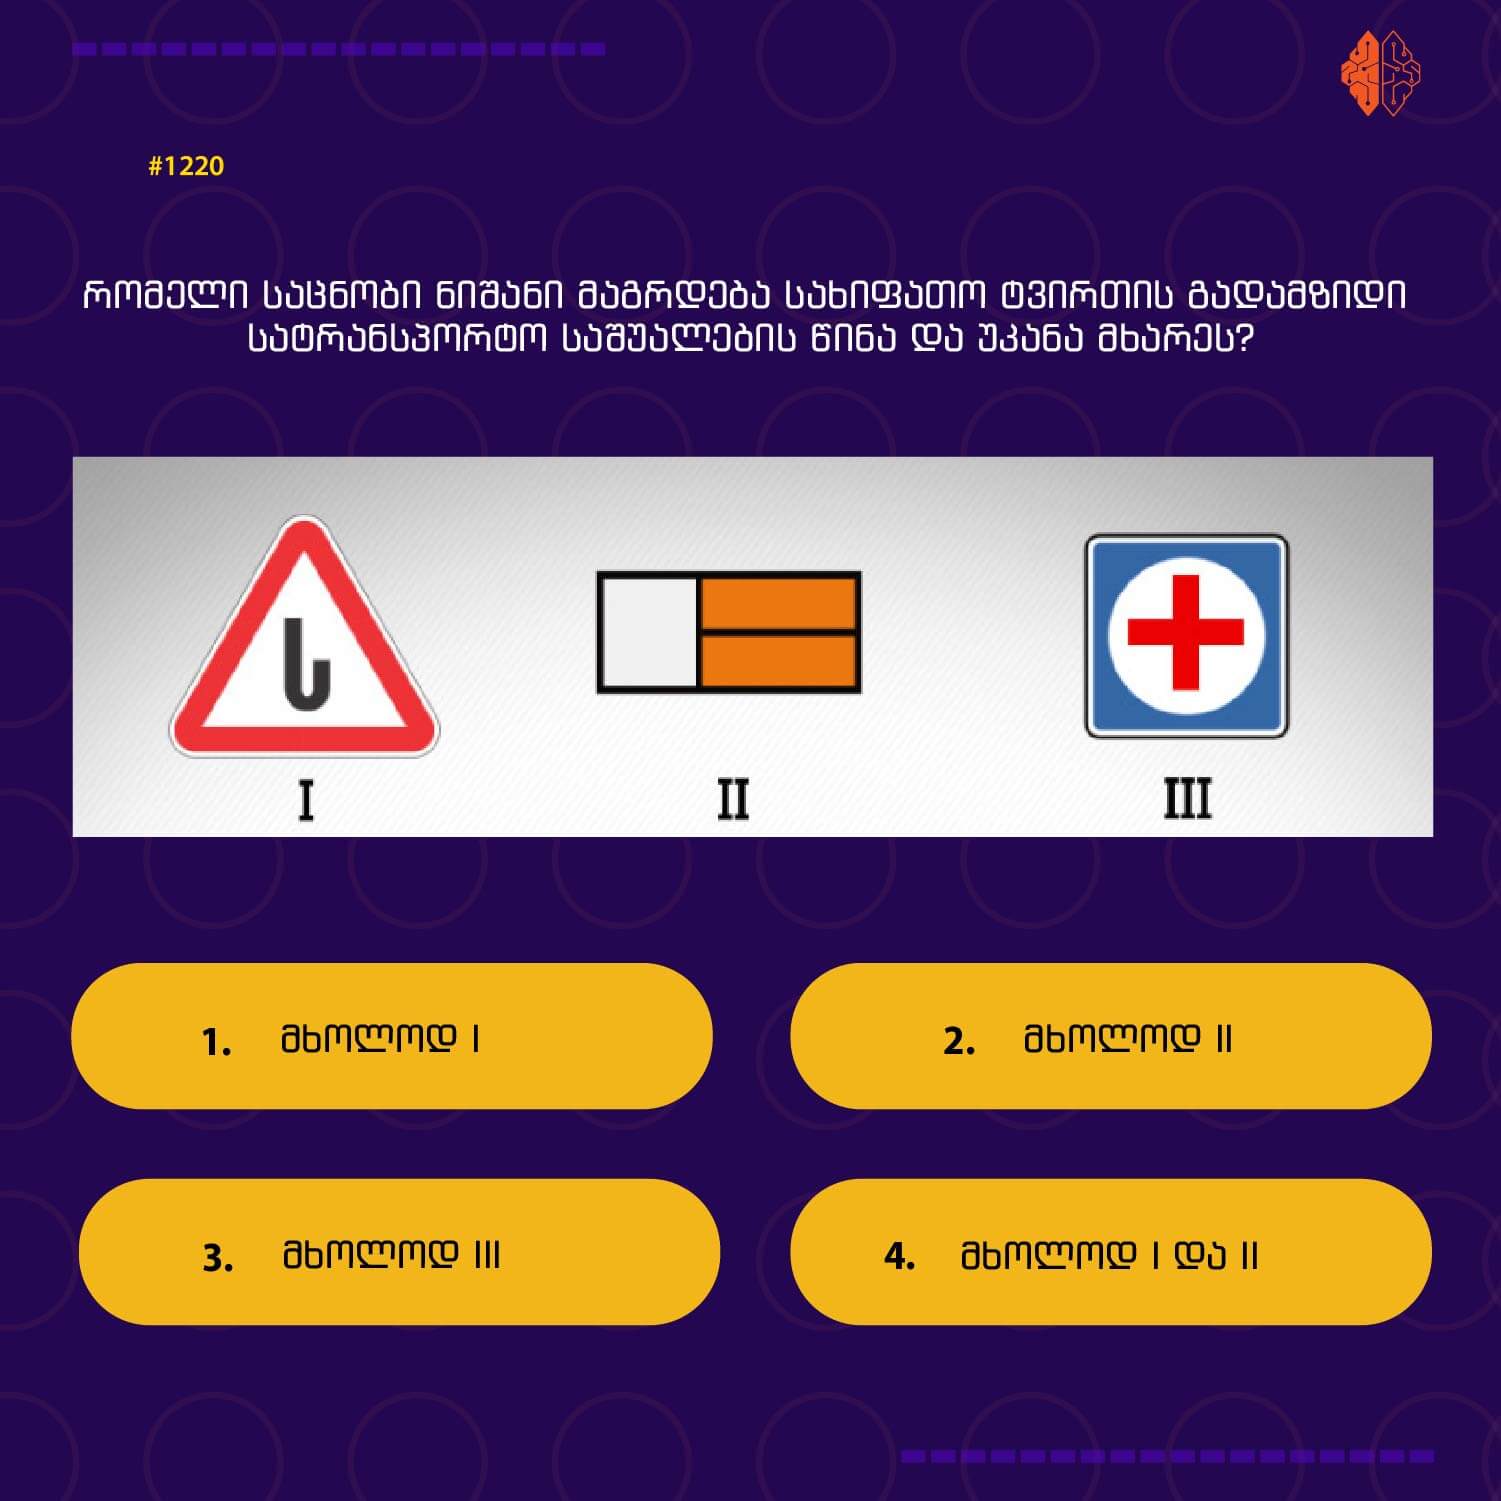 #1220
რომელი საცნობი ნიშანი მაგრდება სახიფათო ტვირთის გადამზიდი
სატრანსპორტო საშუალების წინა და უკანა მხარეს?
ს
I
II
III
1. მხოლოდ I
2. მხოლოდ II
3. მხოლოდ III
4. მხოლოდ I და II